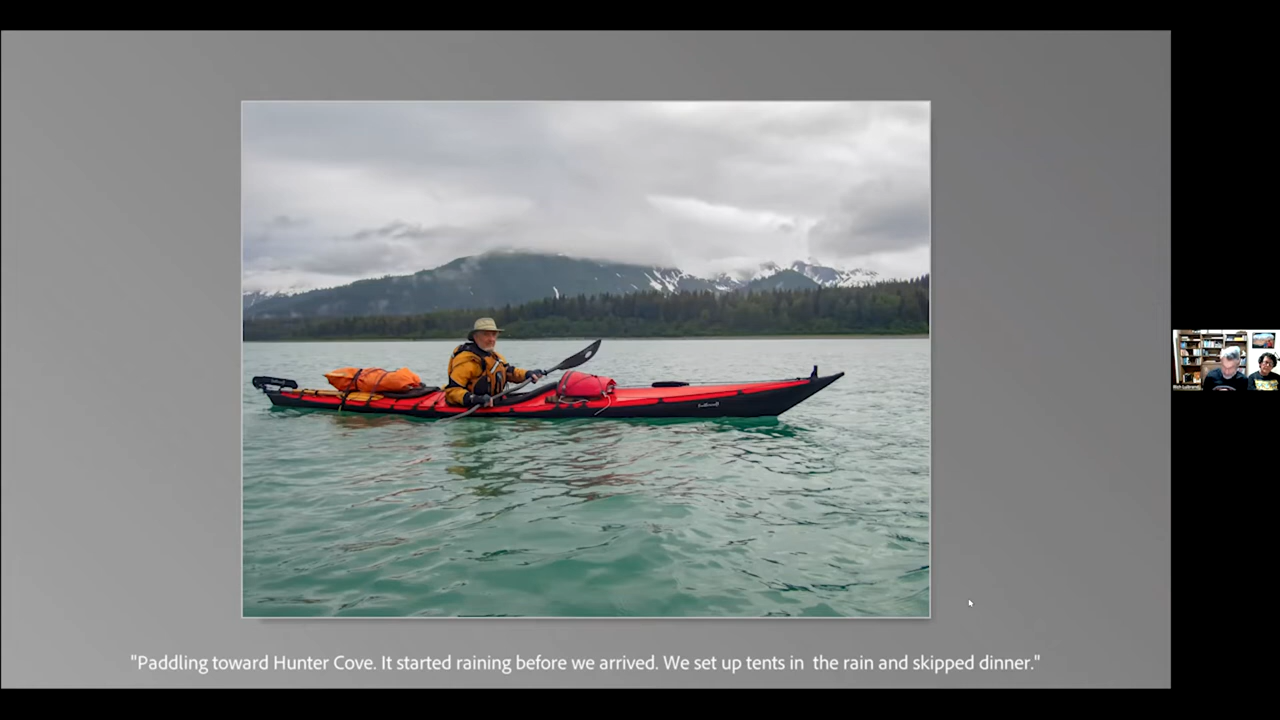 "Paddling toward Hunter Cove. It started raining before we arrived. We set up tents in  the rain and skipped dinner."